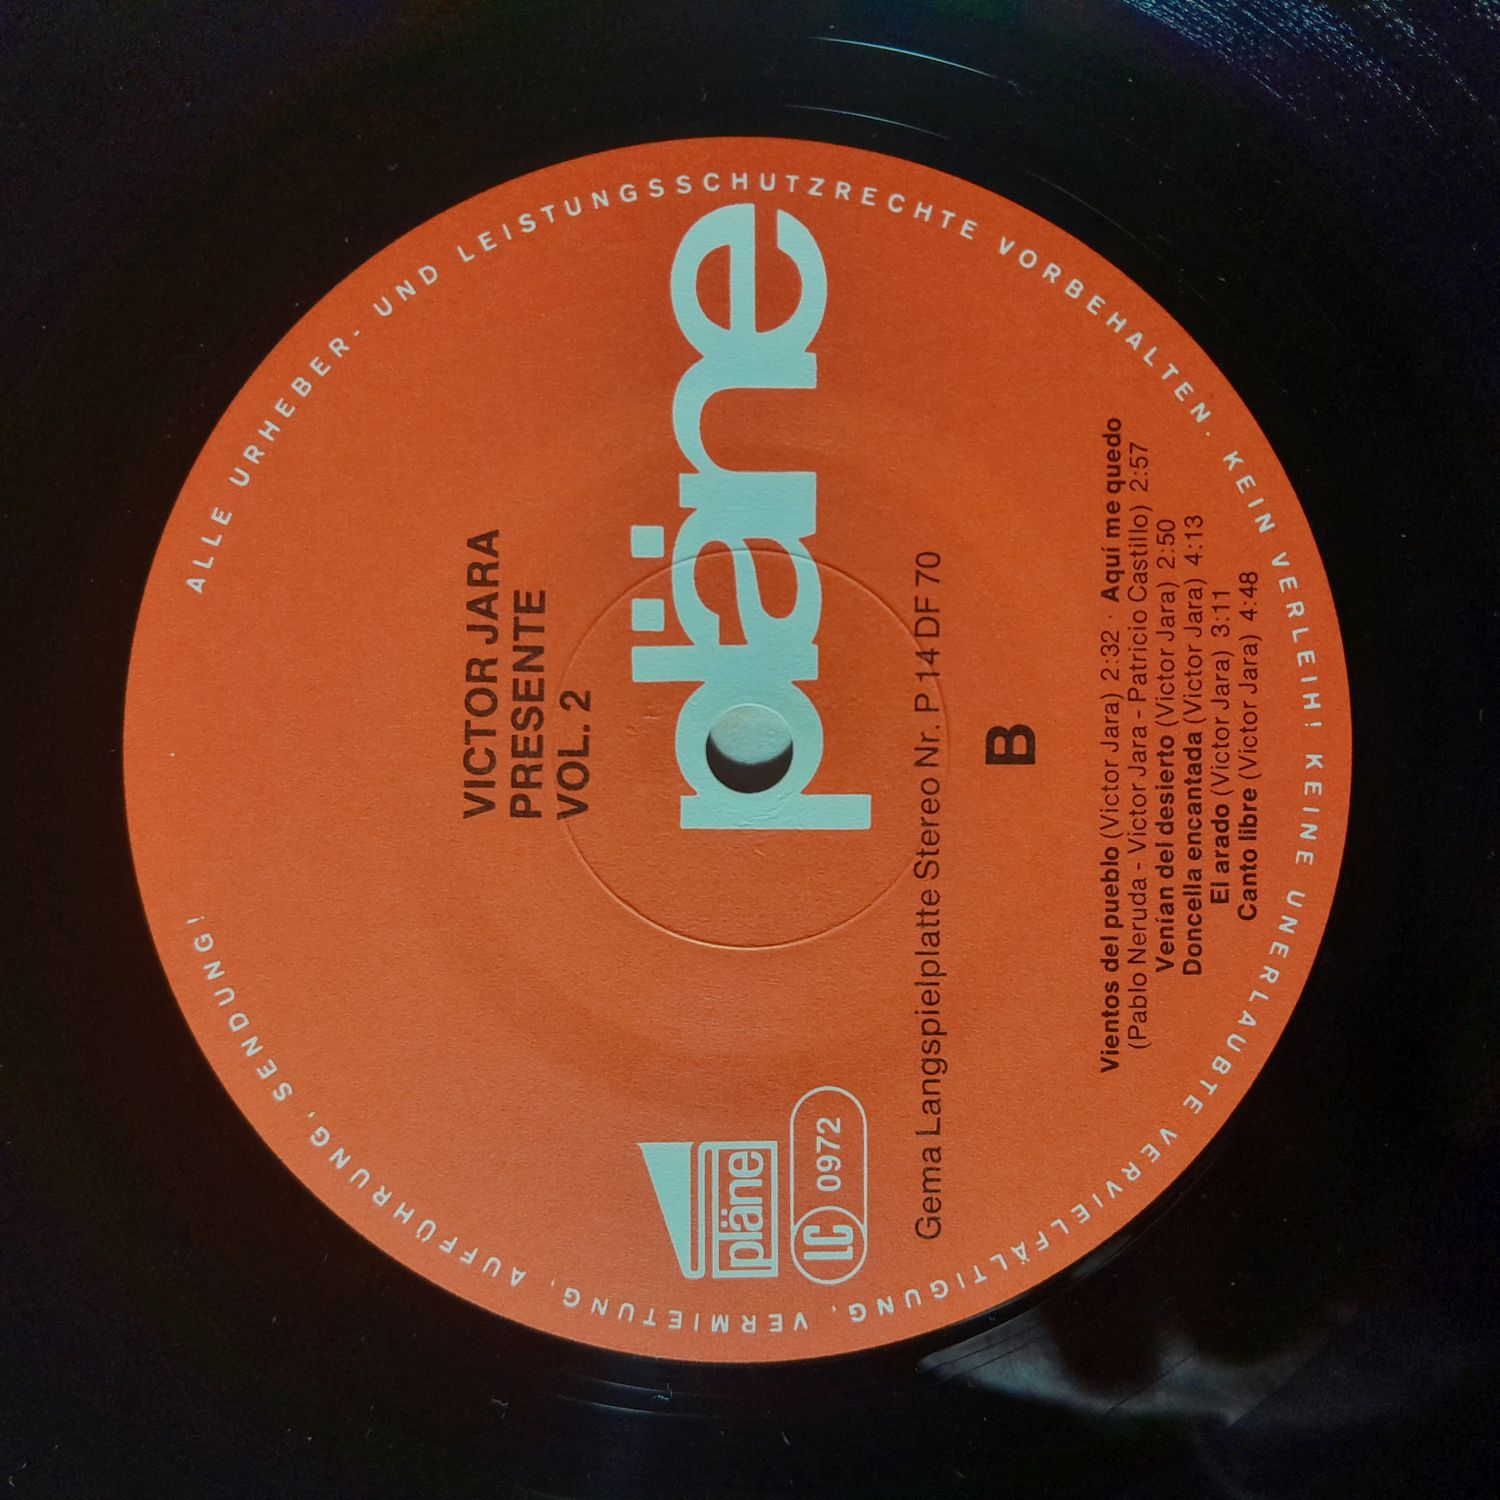 ALLE URHEBER- UND LEISTUNGSSCHUTZRECHTE VORBEHALTEN. KEIN VERLEIH! KEINE UNERLAUBTE VERVIELFÄLTIGUNG, VERMIETUNG, AUFFÜHRUNG, SENDUNG!
VICTOR JARA
PRESENTE
VOL. 2
pläne
pläne
LC 0972
Gema Langspielplatte Stereo Nr. P 14 DF 70
B
Vientos del pueblo (Victor Jara) 2:32 · Aquí me quedo
(Pablo Neruda - Victor Jara - Patricio Castillo) 2:57
Venían del desierto (Victor Jara) 2:50
Doncella encantada (Victor Jara) 4:13
El arado (Victor Jara) 3:11
Canto libre (Victor Jara) 4:48